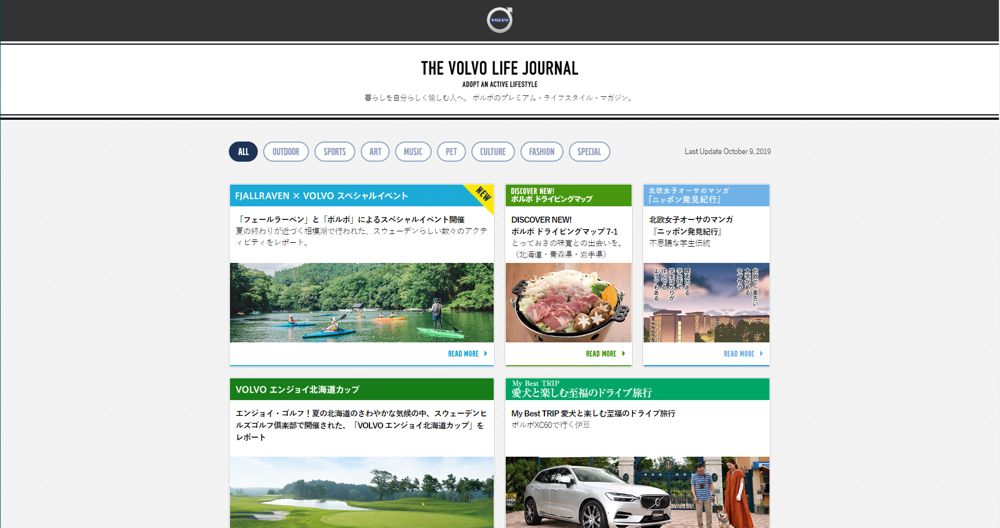 VOLVO
THE VOLVO LIFE JOURNAL
ADOPT AN ACTIVE LIFESTYLE
暮らしを自分らしく愉しむ人へ。 ボルボのプレミアム・ライフスタイル・マガジン。
ALL
OUTDOOR
SPORTS
ART
MUSIC
PET
CULTURE
FASHION
SPECIAL
Last Update October 9, 2019
FJALLRAVEN × VOLVO スペシャルイベント
NEW
「フェールラーベン」と「ボルボ」によるスペシャルイベント開催
夏の終わりが近づく相模湖で行われた、スウェーデンらしい数々のアクテ
ィビティをレポート。
READ MORE
DISCOVER NEW!
ボルボ ドライビングマップ
DISCOVER NEW!
ボルボ ドライビングマップ 7-1
とっておきの味覚との出会いを。
（北海道・青森県・岩手県）
READ MORE
北欧女子オーサのマンガ
『ニッポン発見紀行』
北欧女子オーサのマンガ
『ニッポン発見紀行』
不思議な学生伝統
北欧で一番古い
大学がある
ウプサラ
歴史のある
学生街で
学生ばかりが
住んでる
エリアもある
READ MORE
VOLVO エンジョイ北海道カップ
エンジョイ・ゴルフ！夏の北海道のさわやかな気候の中、スウェーデンヒ
ルズゴルフ倶楽部で開催された、「VOLVO エンジョイ北海道カップ」を
レポート
My Best TRIP
愛犬と楽しむ至福のドライブ旅行
My Best TRIP 愛犬と楽しむ至福のドライブ旅行
ボルボXC60で行く伊豆